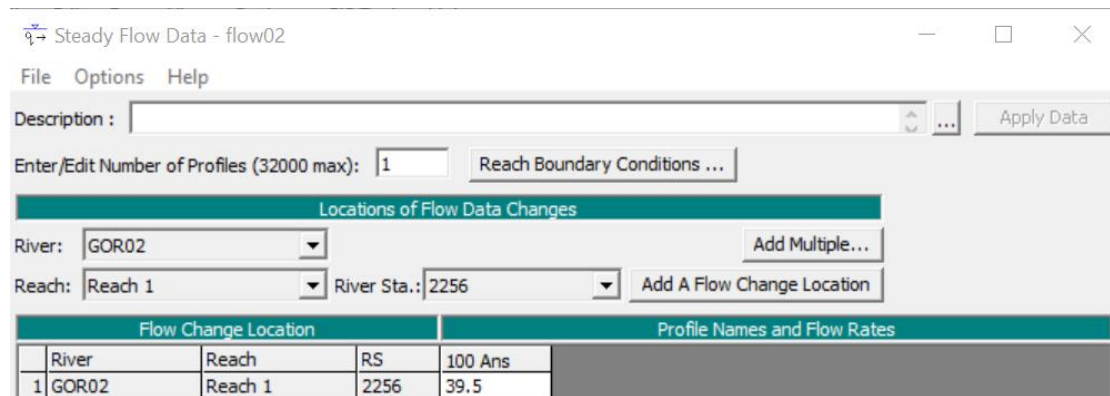 Steady Flow Data - flow02
File Options Help
Description : ... Apply Data
Enter/Edit Number of Profiles (32000 max): 1 Reach Boundary Conditions ...
Locations of Flow Data Changes
River: GOR02 Add Multiple...
Reach: Reach 1 River Sta.: 2256 Add A Flow Change Location
Flow Change Location Profile Names and Flow Rates
River Reach RS 100 Ans
1 GOR02 Reach 1 2256 39.5